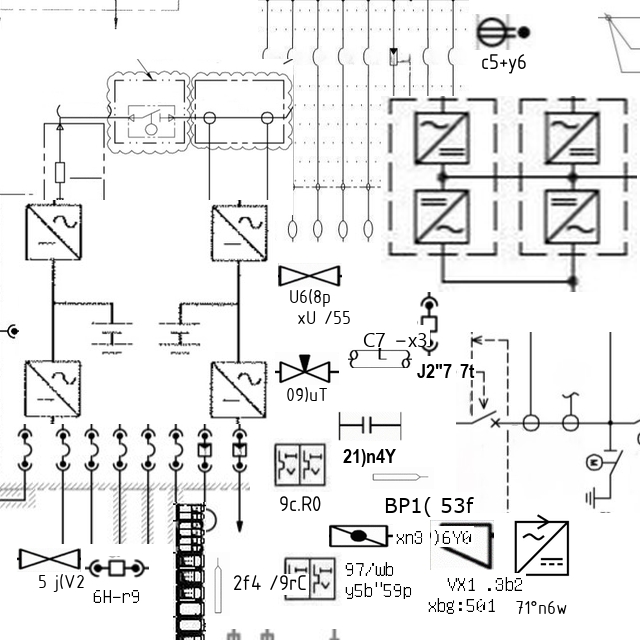 c5+y6
U6(8p
xU /55
C7 -x3
J2"7 7t
09)uT
21)n4Y
9c.R0
BP1( 53f
xn3 )6Y0
5 j(V2
6H-r9
2f4 /9rC
97/wb
y5b"59p
VX1 .3b2
xbg:501
71°n6w